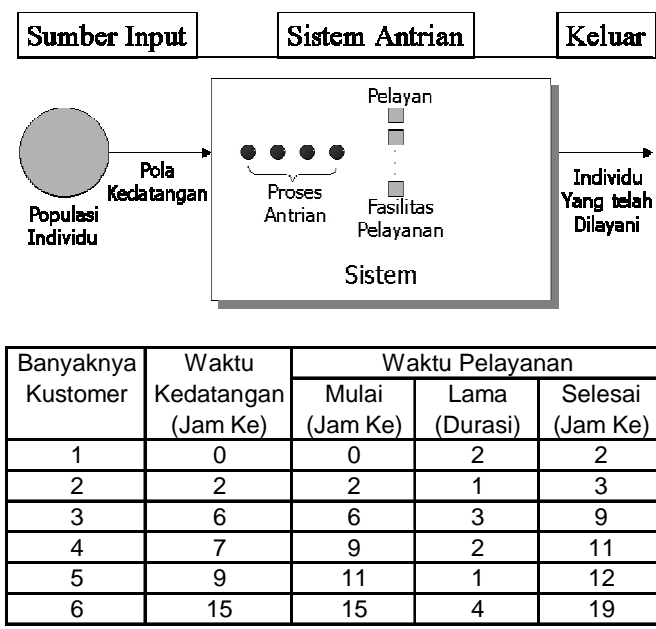 Sumber Input Sistem Antrian Keluar
Pelayan
Pola
Kedatangan
Populasi
Individu
Proses
Antrian
Fasilitas
Pelayanan
Individu
Yang telah
Dilayani
Sistem
Banyaknya Waktu Waktu Pelayanan
Kustomer Kedatangan Mulai Lama Selesai
(Jam Ke) (Jam Ke) (Durasi) (Jam Ke)
1 0 0 2 2
2 2 2 1 3
3 6 6 3 9
4 7 9 2 11
5 9 11 1 12
6 15 15 4 19